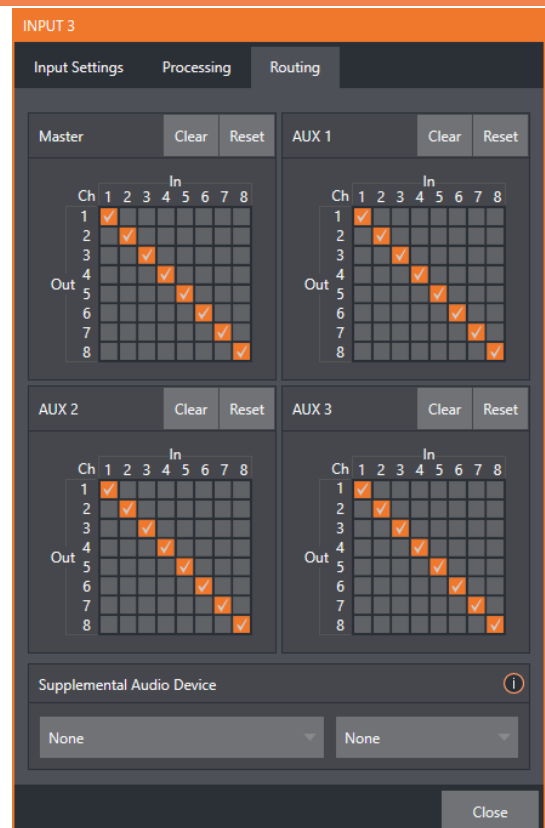 INPUT 3
Input Settings Processing Routing
Master Clear Reset
In
Ch 1 2 3 4 5 6 7 8
1
2
3
Out 4
5
6
7
8
AUX 1 Clear Reset
In
Ch 1 2 3 4 5 6 7 8
1
2
3
Out 4
5
6
7
8
AUX 2 Clear Reset
In
Ch 1 2 3 4 5 6 7 8
1
2
3
Out 4
5
6
7
8
AUX 3 Clear Reset
In
Ch 1 2 3 4 5 6 7 8
1
2
3
Out 4
5
6
7
8
Supplemental Audio Device i
None None
Close